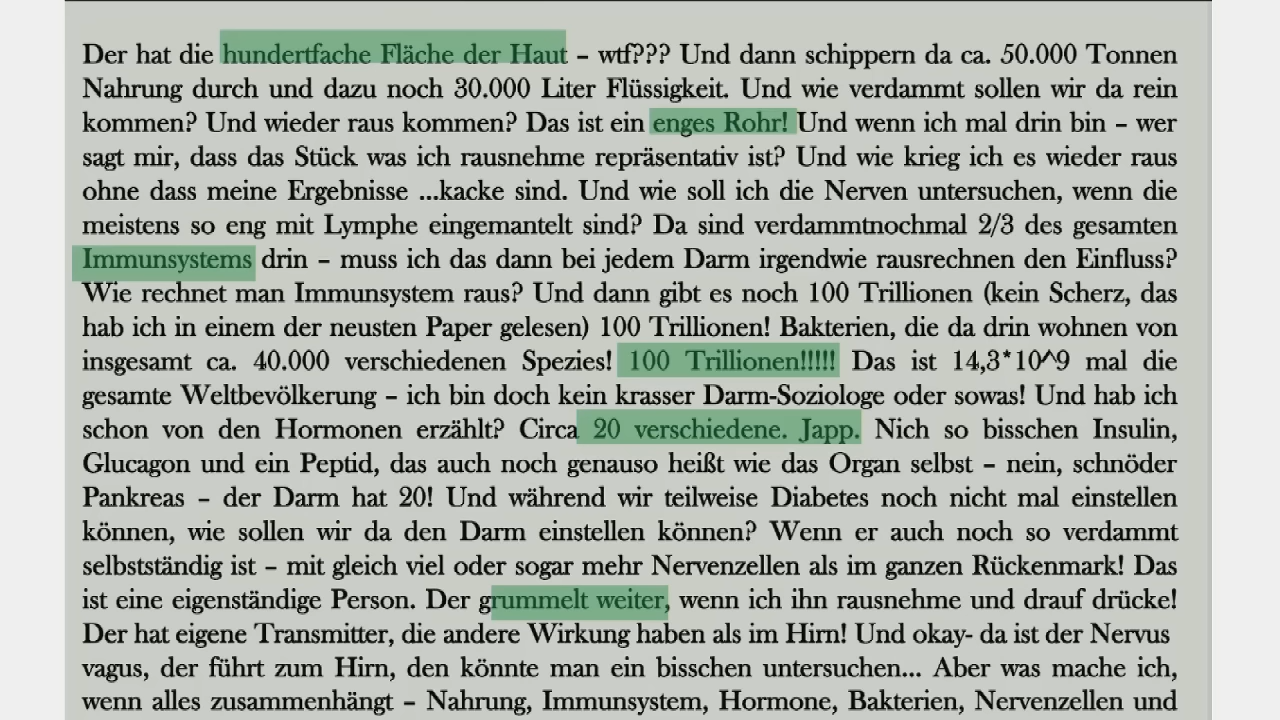 Der hat die hundertfache Fläche der Haut – wtf??? Und dann schippern da ca. 50.000 Tonnen
Nahrung durch und dazu noch 30.000 Liter Flüssigkeit. Und wie verdammt sollen wir da rein
kommen? Und wieder raus kommen? Das ist ein enges Rohr! Und wenn ich mal drin bin – wer
sagt mir, dass das Stück was ich rausnehme repräsentativ ist? Und wie krieg ich es wieder raus
ohne dass meine Ergebnisse ...kacke sind. Und wie soll ich die Nerven untersuchen, wenn die
meistens so eng mit Lymphe eingemantelt sind? Da sind verdammtnochmal 2/3 des gesamten
Immunsystems drin – muss ich das dann bei jedem Darm irgendwie rausrechnen den Einfluss?
Wie rechnet man Immunsystem raus? Und dann gibt es noch 100 Trillionen (kein Scherz, das
hab ich in einem der neusten Paper gelesen) 100 Trillionen! Bakterien, die da drin wohnen von
insgesamt ca. 40.000 verschiedenen Spezies! 100 Trillionen!!!!! Das ist 14,3*10^9 mal die
gesamte Weltbevölkerung – ich bin doch kein krasser Darm-Soziologe oder sowas! Und hab ich
schon von den Hormonen erzählt? Circa 20 verschiedene. Japp. Nich so bisschen Insulin,
Glucagon und ein Peptid, das auch noch genauso heißt wie das Organ selbst – nein, schnöder
Pankreas – der Darm hat 20! Und während wir teilweise Diabetes noch nicht mal einstellen
können, wie sollen wir da den Darm einstellen können? Wenn er auch noch so verdammt
selbstständig ist – mit gleich viel oder sogar mehr Nervenzellen als im ganzen Rückenmark! Das
ist eine eigenständige Person. Der grummelt weiter, wenn ich ihn rausnehme und drauf drücke!
Der hat eigene Transmitter, die andere Wirkung haben als im Hirn! Und okay- da ist der Nervus
vagus, der führt zum Hirn, den könnte man ein bisschen untersuchen... Aber was mache ich,
wenn alles zusammenhängt – Nahrung, Immunsystem, Hormone, Bakterien, Nervenzellen und